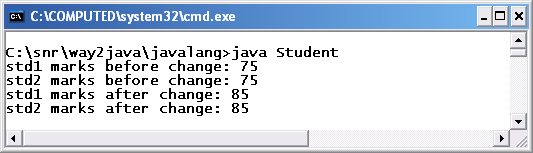 C:\COMPUTED\system32\cmd.exe
C:\snr\way2java\javalang>java Student
std1 marks before change: 75
std2 marks before change: 75
std1 marks after change: 85
std2 marks after change: 85